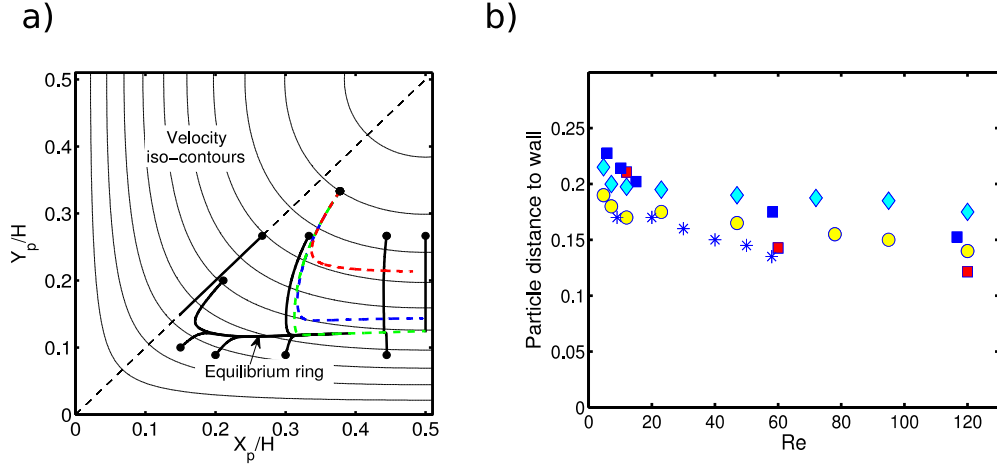 a)
0.5
0.4
0.3
0.2
0.1
0
Y_p/H
Velocity
iso-contours
Equilibrium ring
0 0.1 0.2 0.3 0.4 0.5
X_p/H
b)
0.25
0.2
0.15
0.1
0.05
0
Particle distance to wall
0 20 40 60 80 100 120
Re